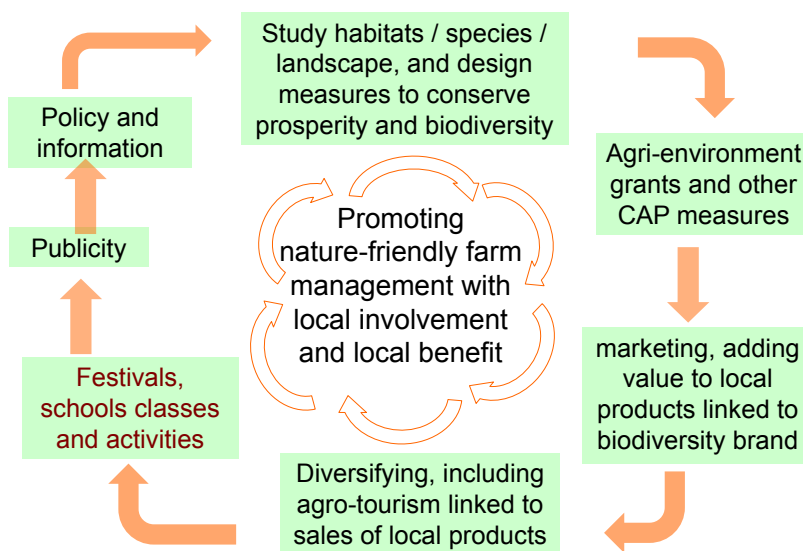 Study habitats / species /
landscape, and design
measures to conserve
prosperity and biodiversity
Agri-environment
grants and other
CAP measures
marketing, adding
value to local
products linked to
biodiversity brand
Diversifying, including
agro-tourism linked to
sales of local products
Festivals,
schools classes
and activities
Publicity
Policy and
information
Promoting
nature-friendly farm
management with
local involvement
and local benefit